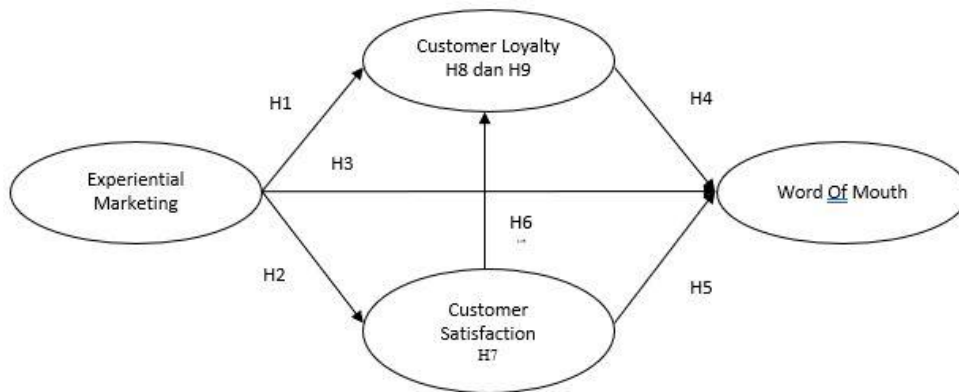 Customer Loyalty
H8 dan H9
H1
H4
H3
Experiential
Marketing
Word Of Mouth
H6
H2
H5
Customer
Satisfaction
H7